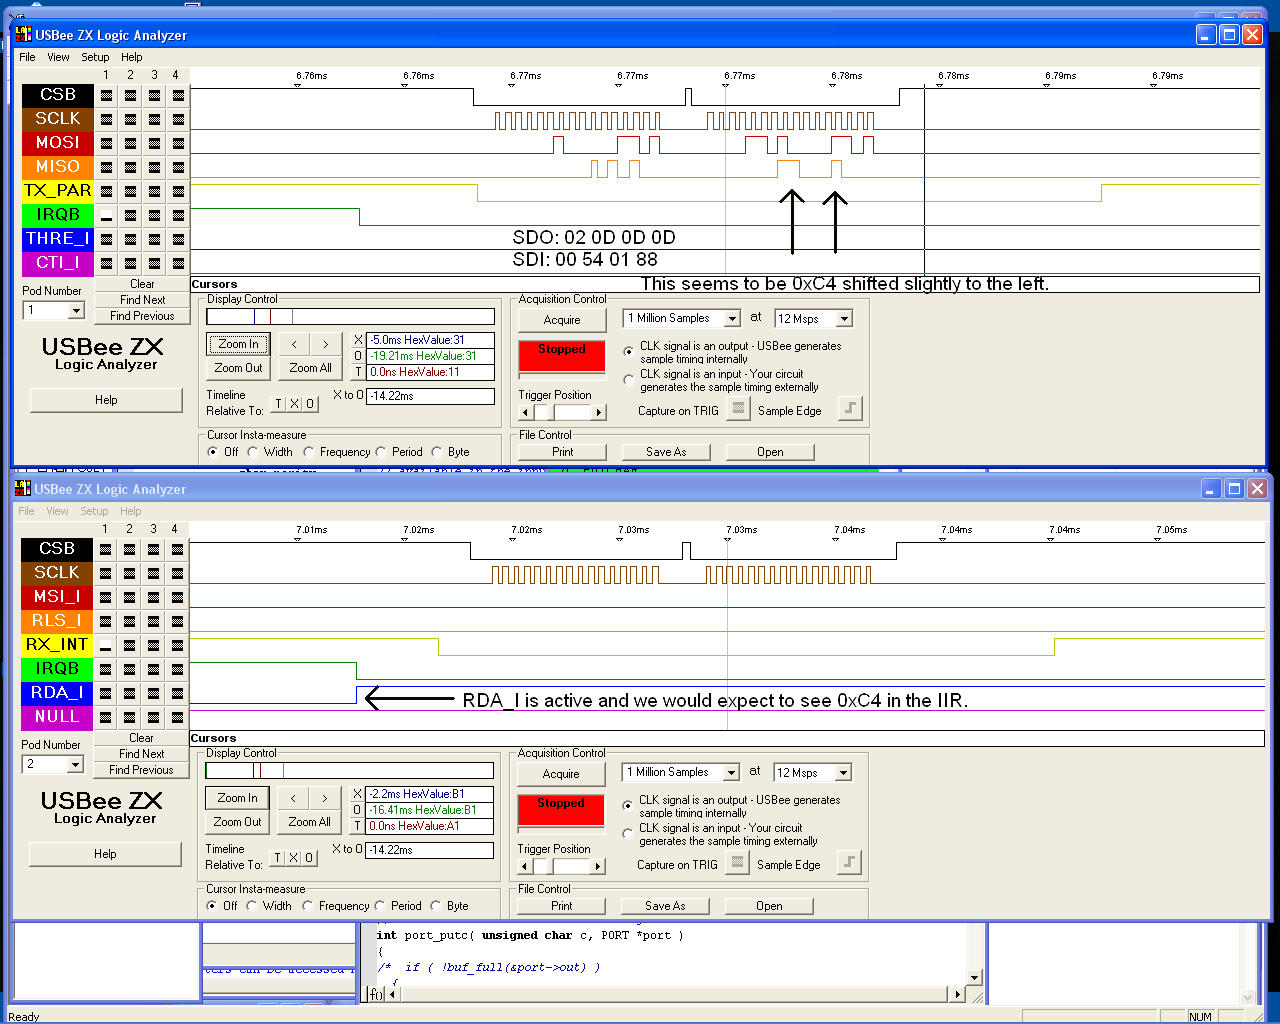 USBee ZX Logic Analyzer
File View Setup Help
1 2 3 4
6.76ms 6.76ms 6.77ms 6.77ms 6.77ms 6.78ms 6.78ms 6.79ms 6.79ms
CSB
SCLK
MOSI
MISO
TX_PAR
IRQB
THRE_I
CTI_I
SDO: 02 0D 0D 0D
SDI: 00 54 01 88
This seems to be 0xC4 shifted slightly to the left.
Pod Number
1
Clear
Find Next
Find Previous
Cursors
USBee ZX
Logic Analyzer
Help
Display Control
Zoom In < >
Zoom Out Zoom All
X -5.0ms HexValue:31
O -19.21ms HexValue:31
T 0.0ns HexValue:11
Timeline
Relative To: T X O
X to O -14.22ms
Cursor Insta-measure
Off Width Frequency Period Byte
Acquisition Control
Acquire 1 Million Samples at 12 Msps
Stopped
CLK signal is an output - USBee generates
sample timing internally
CLK signal is an input - Your circuit
generates the sample timing externally
Trigger Position
Capture on TRIG Sample Edge
File Control
Print Save As Open
USBee ZX Logic Analyzer
File View Setup Help
1 2 3 4
7.01ms 7.02ms 7.02ms 7.03ms 7.03ms 7.04ms 7.04ms 7.05ms
CSB
SCLK
MSI_I
RLS_I
RX_INT
IRQB
RDA_I
NULL
RDA_I is active and we would expect to see 0xC4 in the IIR.
Pod Number
2
Clear
Find Next
Find Previous
Cursors
USBee ZX
Logic Analyzer
Help
Display Control
Zoom In < >
Zoom Out Zoom All
X -2.2ms HexValue:B1
O -16.41ms HexValue:B1
T 0.0ns HexValue:A1
Timeline
Relative To: T X O
X to O -14.22ms
Cursor Insta-measure
Off Width Frequency Period Byte
Acquisition Control
Acquire 1 Million Samples at 12 Msps
Stopped
CLK signal is an output - USBee generates
sample timing internally
CLK signal is an input - Your circuit
generates the sample timing externally
Trigger Position
Capture on TRIG Sample Edge
File Control
Print Save As Open
int port_putc( unsigned char c, PORT *port )
{
/* if ( !buf_full(&port->out) )
{
can be accessed
f()
Ready
NUM